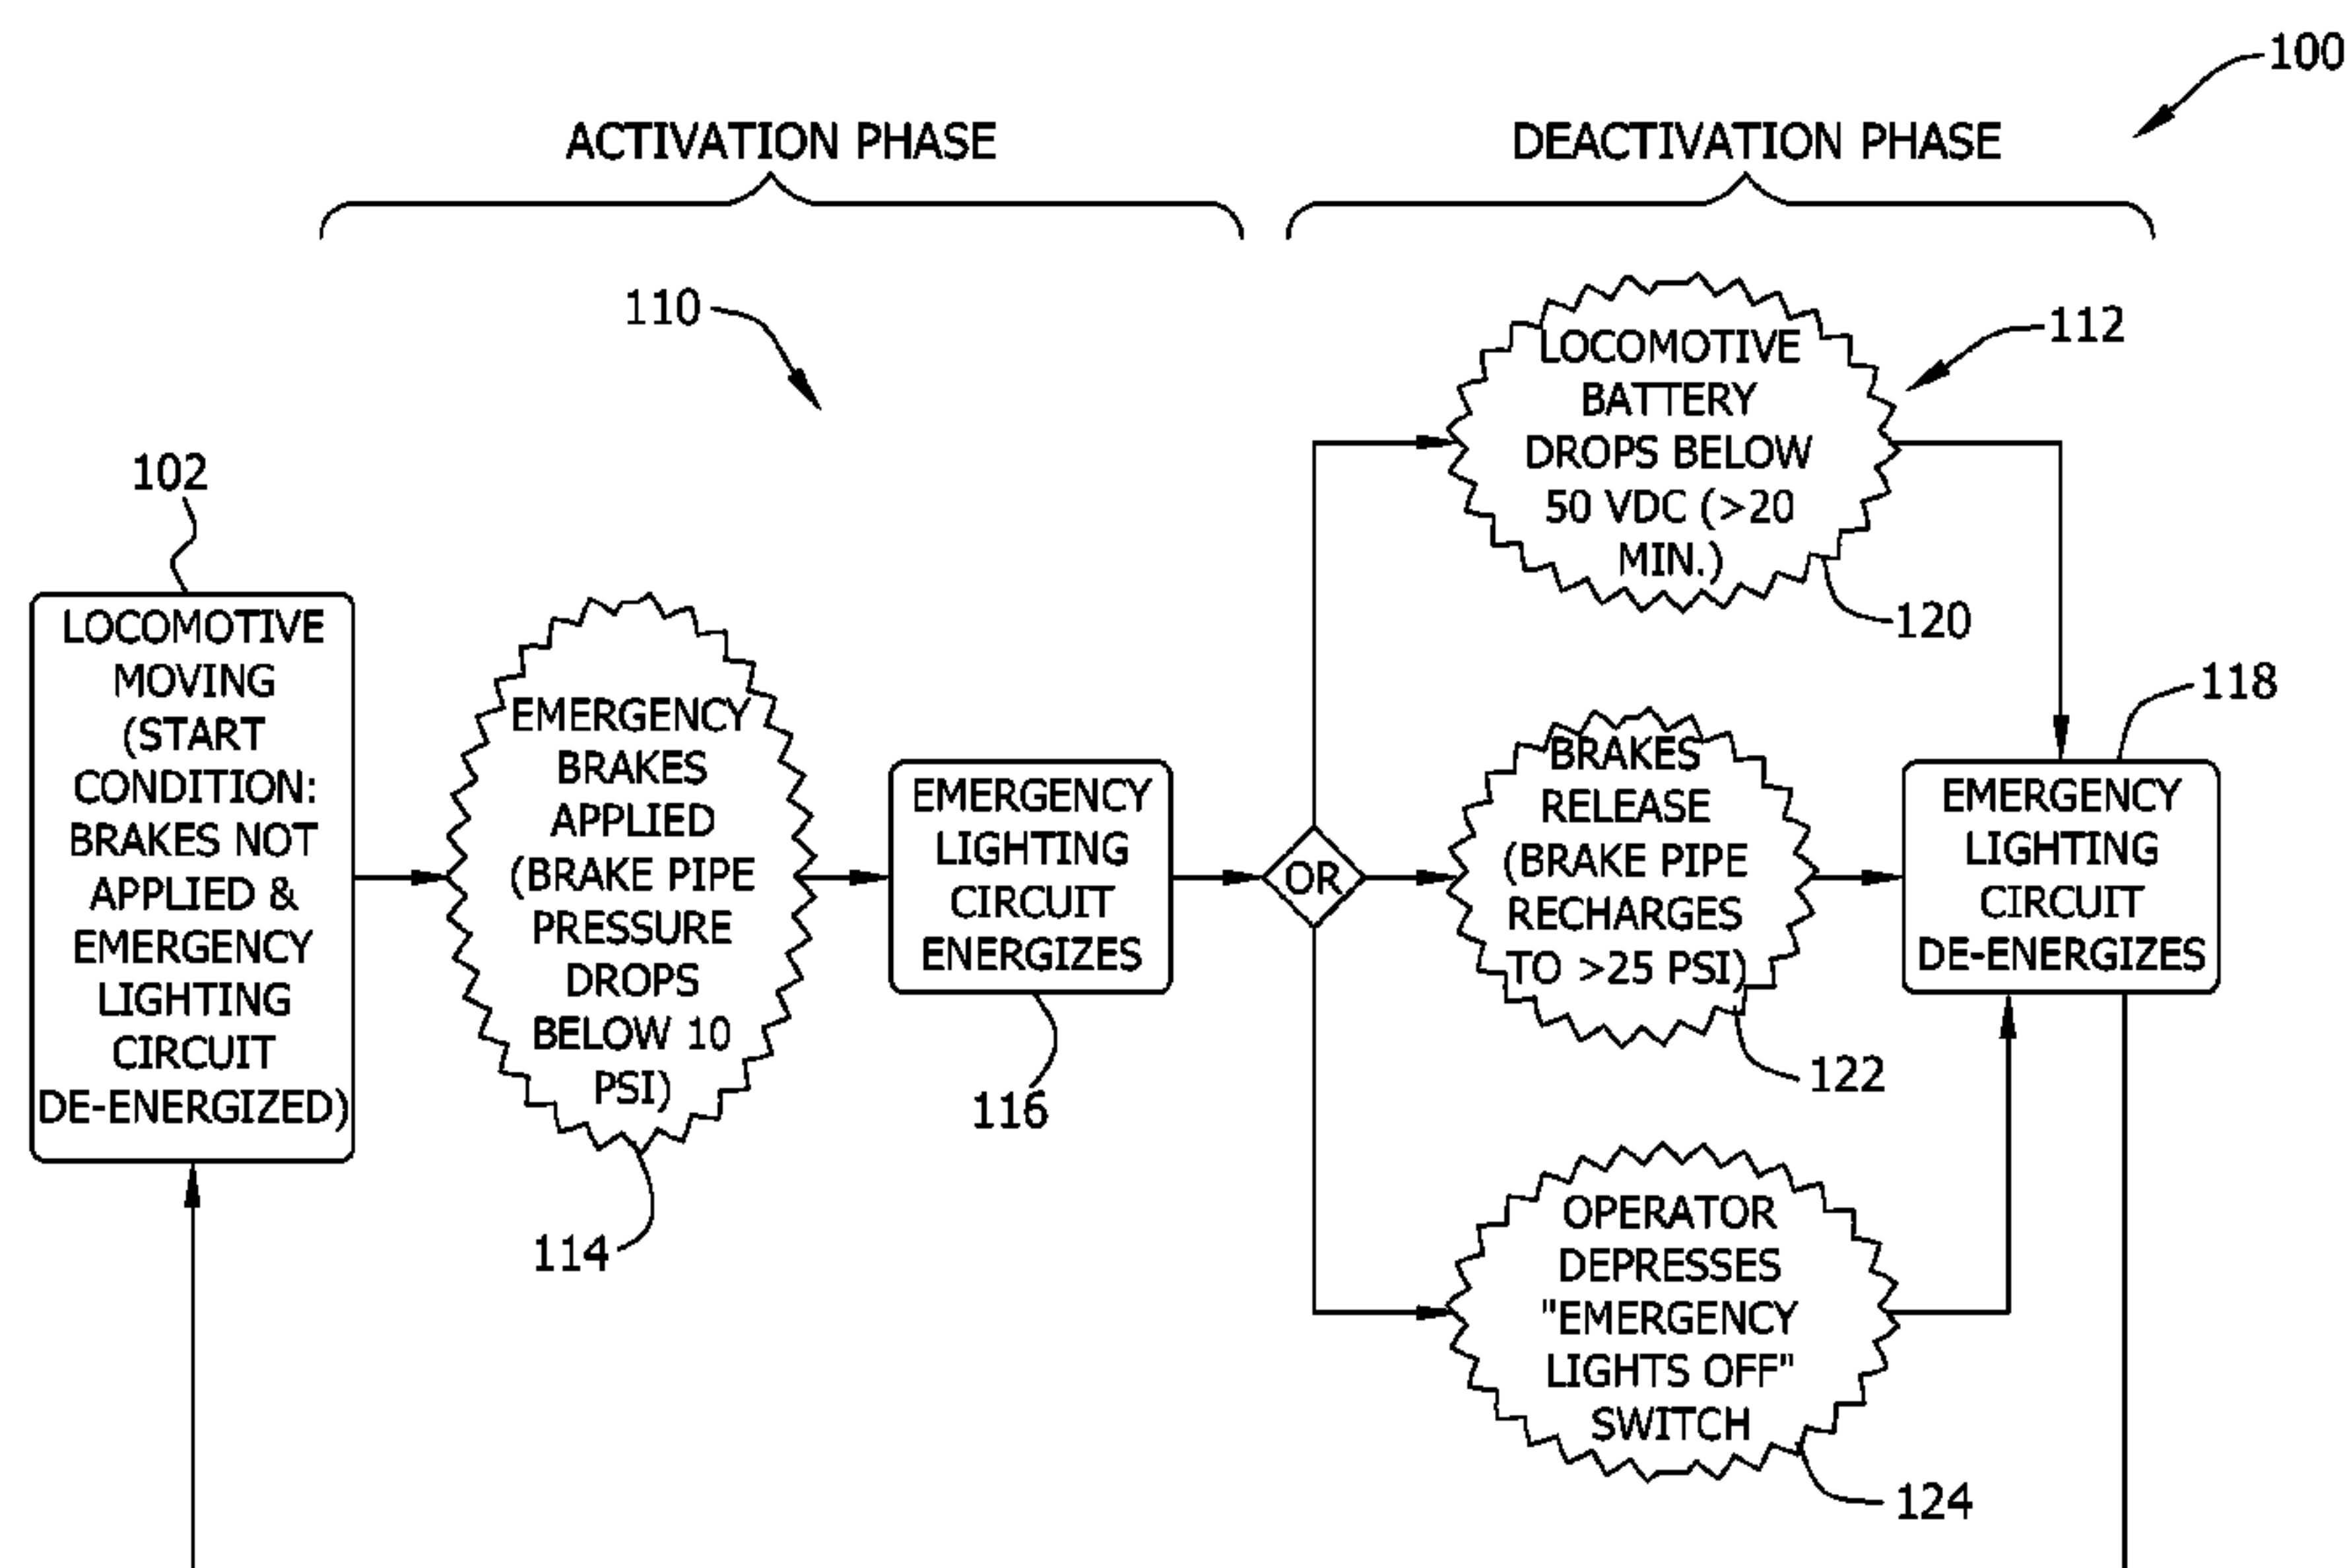 100
ACTIVATION PHASE
DEACTIVATION PHASE
110
112
102
LOCOMOTIVE
MOVING
(START
CONDITION:
BRAKES NOT
APPLIED &
EMERGENCY
LIGHTING
CIRCUIT
DE-ENERGIZED)
EMERGENCY
BRAKES
APPLIED
(BRAKE PIPE
PRESSURE
DROPS
BELOW 10
PSI)
114
EMERGENCY
LIGHTING
CIRCUIT
ENERGIZES
116
OR
LOCOMOTIVE
BATTERY
DROPS BELOW
50 VDC (>20
MIN.)
120
BRAKES
RELEASE
(BRAKE PIPE
RECHARGES
TO >25 PSI)
122
OPERATOR
DEPRESSES
"EMERGENCY
LIGHTS OFF"
SWITCH
124
118
EMERGENCY
LIGHTING
CIRCUIT
DE-ENERGIZES